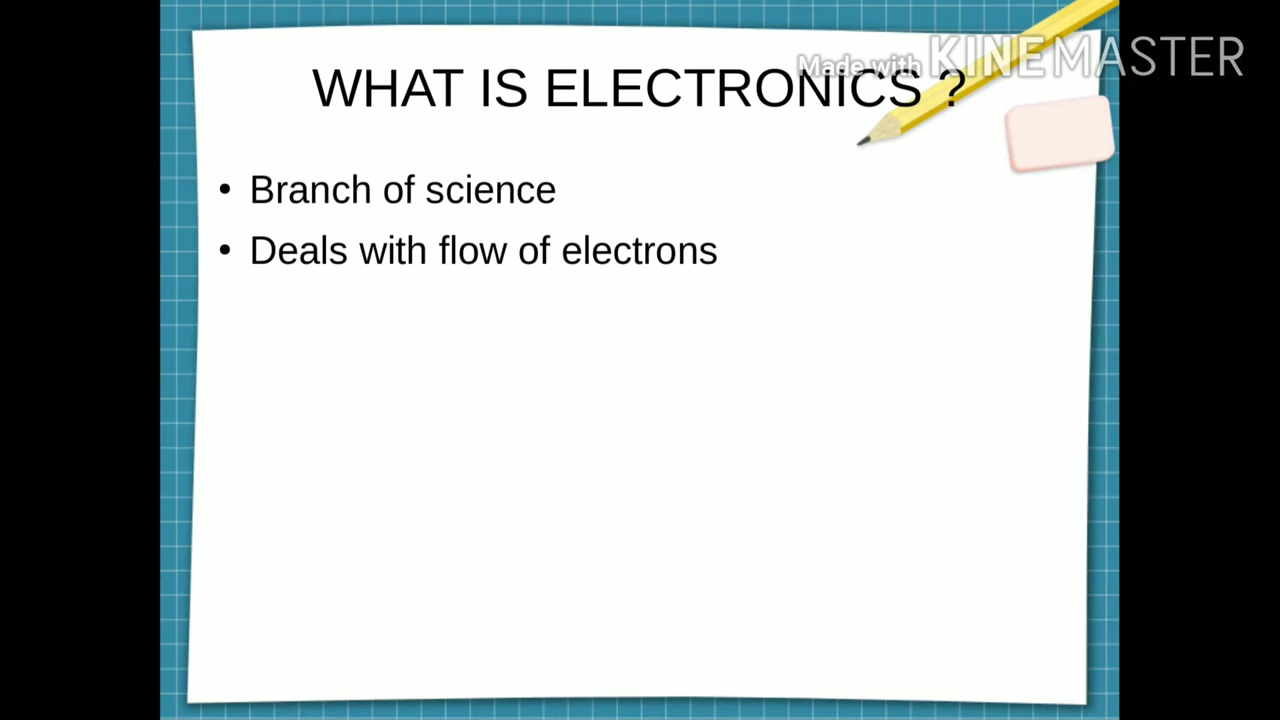 Made with KINEMASTER
WHAT IS ELECTRONICS ?
• Branch of science
• Deals with flow of electrons